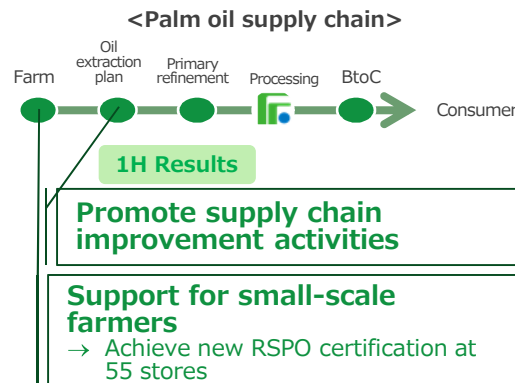 <Palm oil supply chain>
Farm
Oil
extraction
plan
Primary
refinement
Processing
BtoC
Consumer
1H Results
Promote supply chain
improvement activities
Support for small-scale
farmers
→ Achieve new RSPO certification at
55 stores